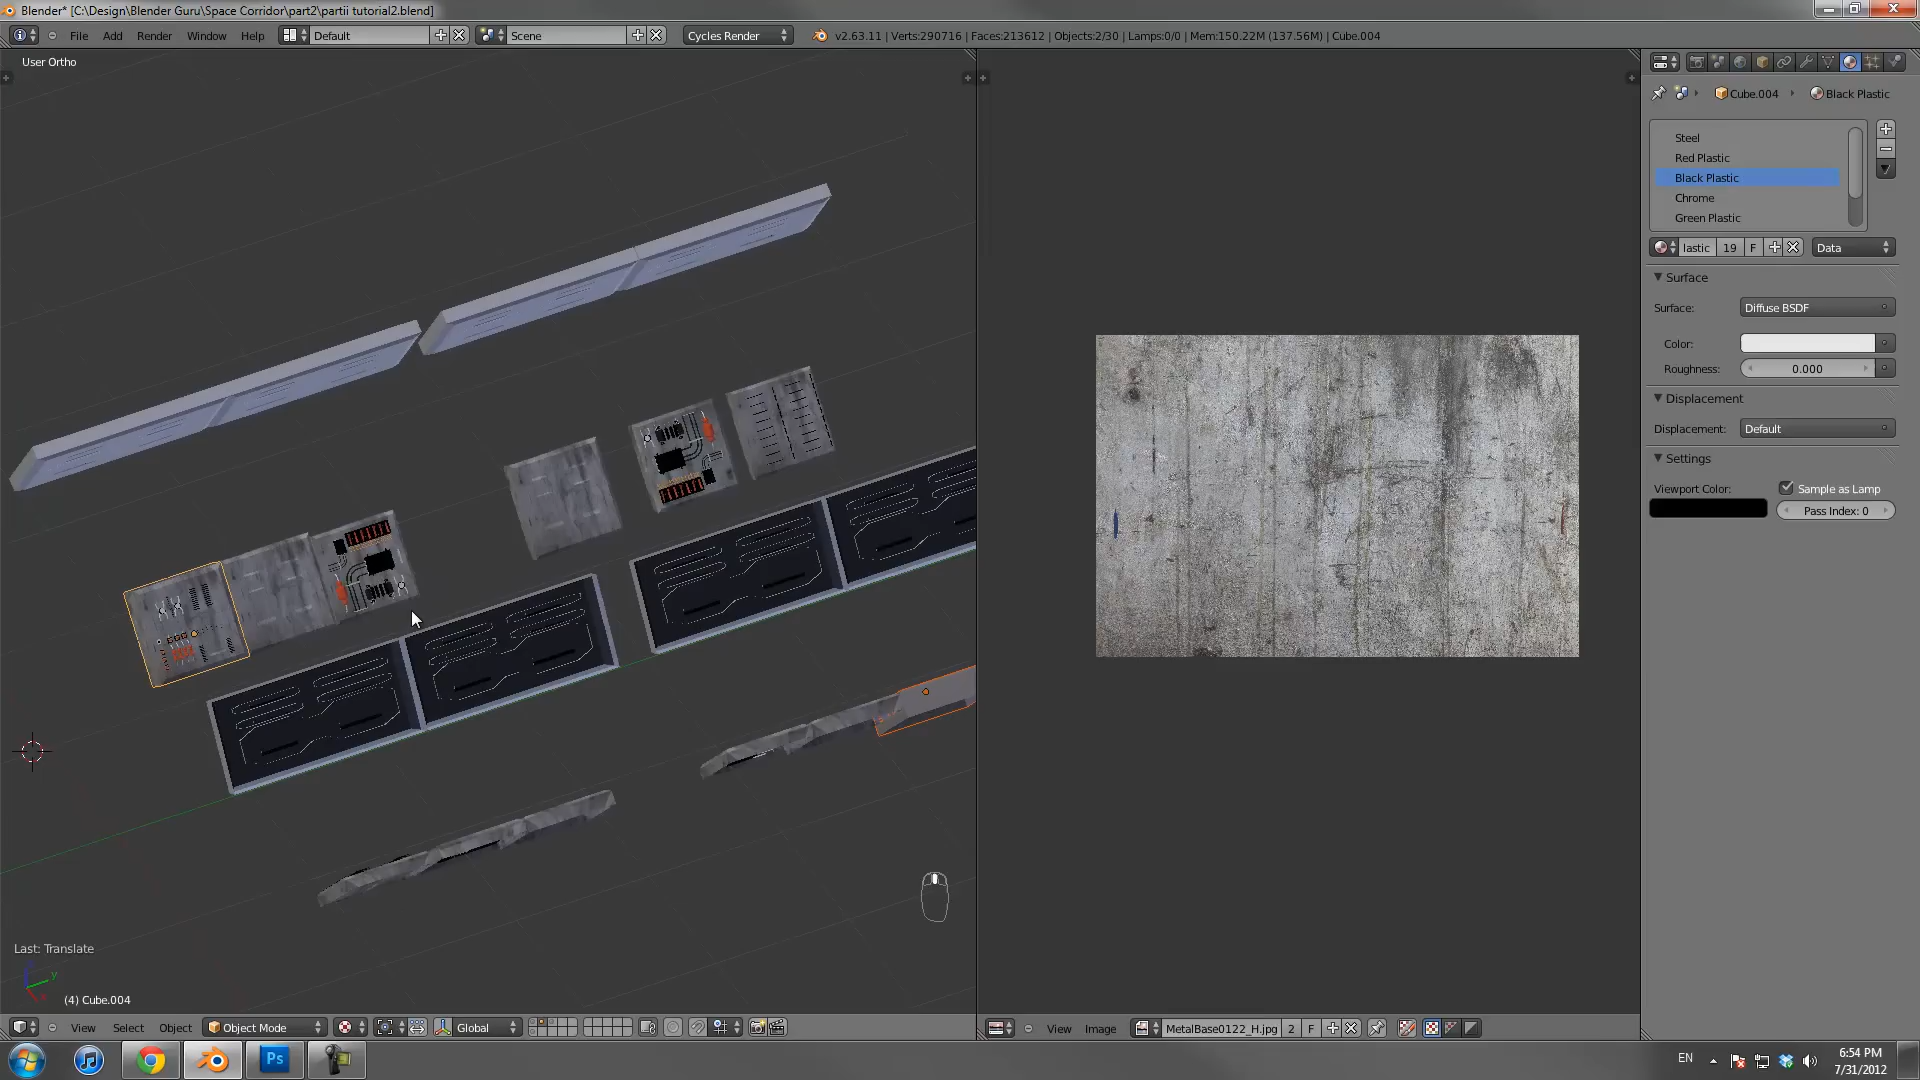 Blender* [C:\Design\Blender Guru\Space Corridor\part2\partii tutorial2.blend]
File Add Render Window Help Default Scene Cycles Render v2.63.11 | Verts:290716 | Faces:213612 | Objects:2/30 | Lamps:0/0 | Mem:150.22M (137.56M) | Cube.004
User Ortho
Cube.004 Black Plastic
Steel
Red Plastic
Black Plastic
Chrome
Green Plastic
lastic 19 F Data
Surface
Surface: Diffuse BSDF
Color:
Roughness: 0.000
Displacement
Displacement: Default
Settings
Viewport Color: Sample as Lamp
Pass Index: 0
Last: Translate
y
(4) Cube.004
View Select Object Object Mode Global View Image MetalBase0122_H.jpg 2 F
Ps EN 6:54 PM
7/31/2012